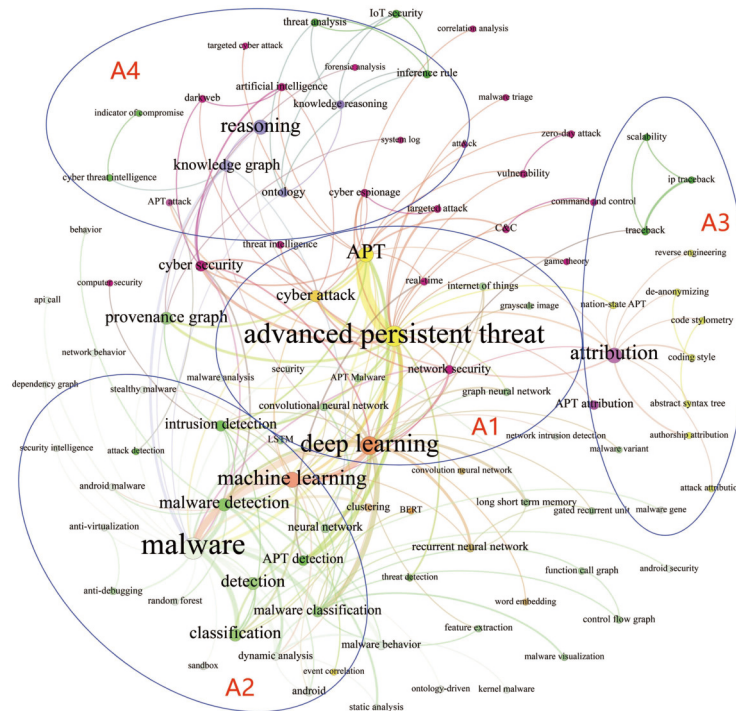 IoT security
threat analysis
correlation analysis
targeted cyber attack
A4
forensic analysis
inference rule
artificial intelligence
darkweb
malware triage
knowledge reasoning
indicator of compromise
reasoning
zero-day attack
scalability
system log
att&ck
knowledge graph
vulnerability
cyber threat intelligence
ip traceback
ontology
cyber espionage
APT attack
targeted attack
command and control
A3
behavior
C&C
traceback
threat intelligence
APT
reverse engineering
cyber security
game theory
computer security
real-time
internet of things
de-anonymizing
api call
cyber attack
grayscale image
nation-state APT
provenance graph
code stylometry
advanced persistent threat
network behavior
attribution
coding style
malware analysis
security
network security
dependency graph
stealthy malware
APT Malware
graph neural network
abstract syntax tree
convolutional neural network
APT attribution
intrusion detection
A1
security intelligence
attack detection
LSTM
deep learning
network intrusion detection
authorship attribution
malware variant
machine learning
convolution neural network
android malware
attack attribution
malware detection
clustering
long short term memory
BERT
gated recurrent unit
malware gene
anti-virtualization
neural network
malware
recurrent neural network
APT detection
function call graph
android security
anti-debugging
detection
threat detection
random forest
malware classification
word embedding
control flow graph
classification
feature extraction
malware behavior
sandbox
dynamic analysis
malware visualization
A2
event correlation
android
ontology-driven
kernel malware
static analysis